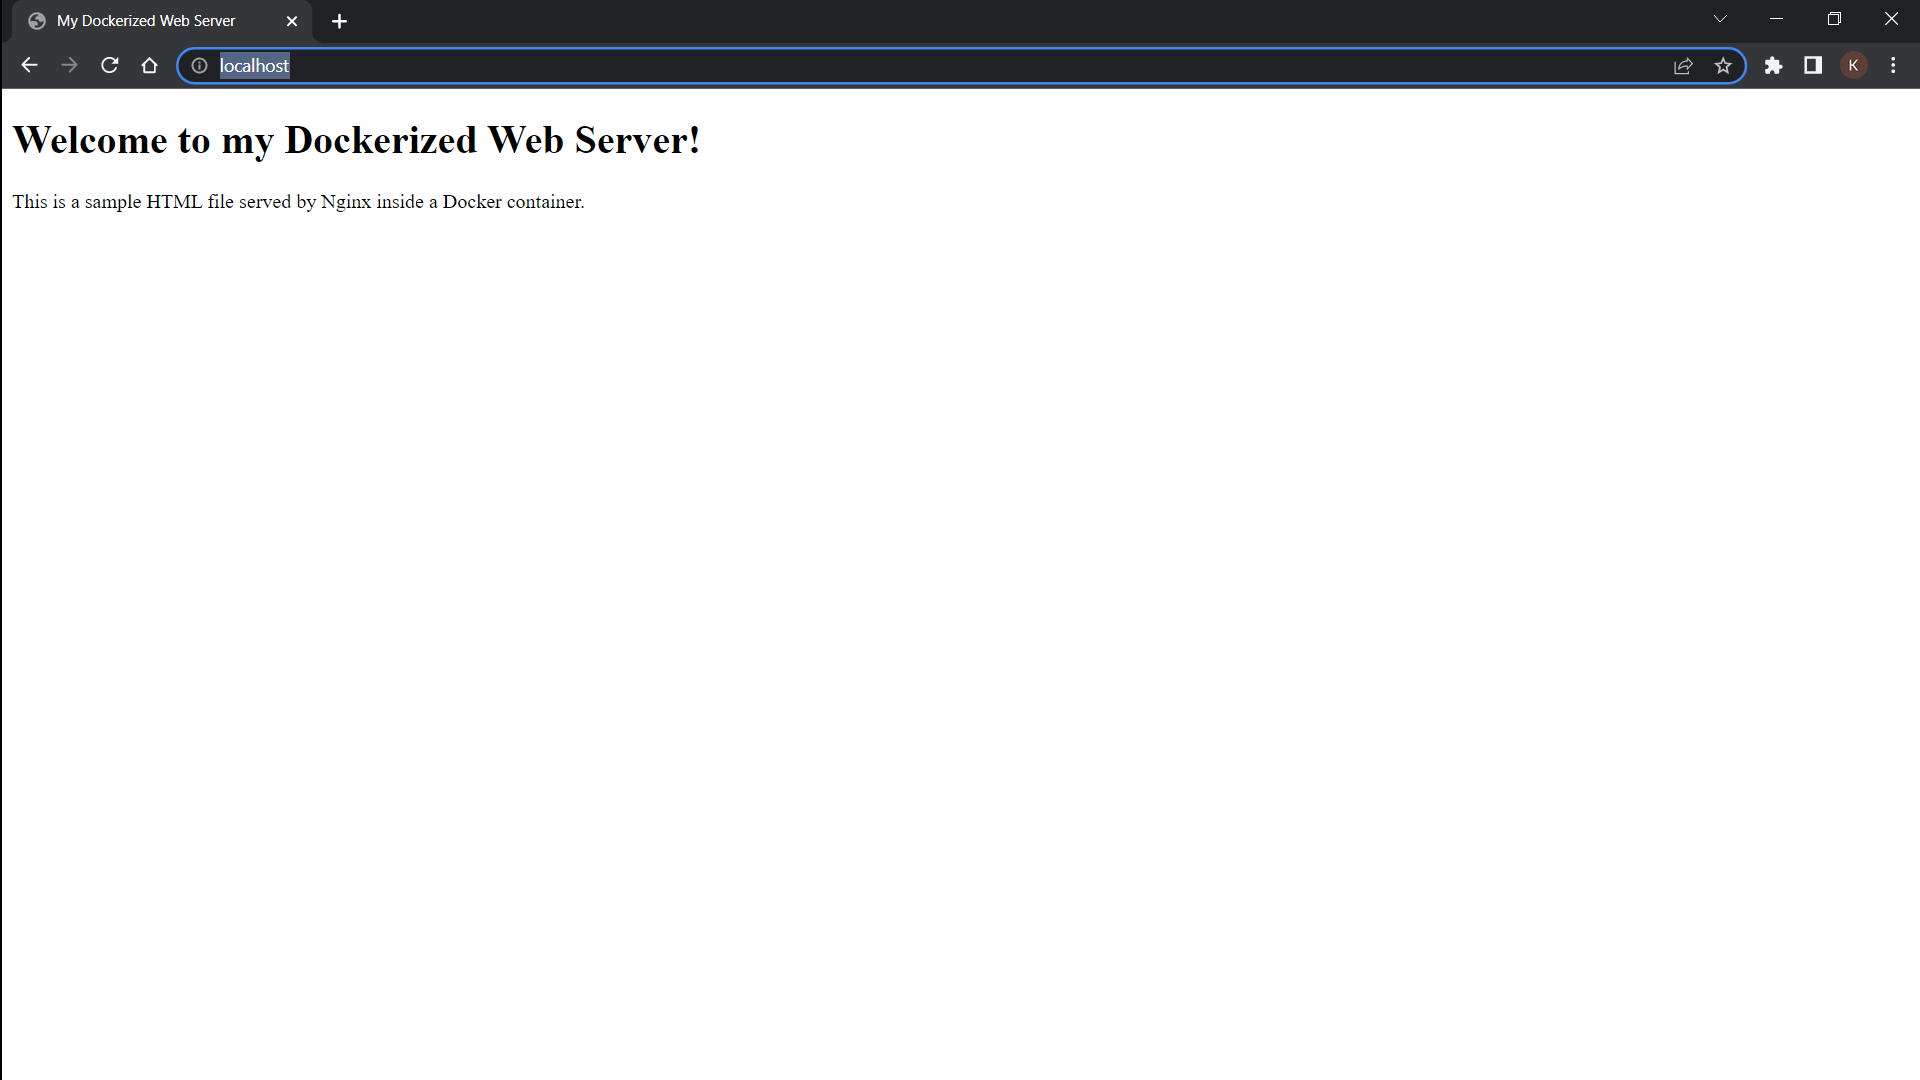 My Dockerized Web Server
localhost
K
Welcome to my Dockerized Web Server!
This is a sample HTML file served by Nginx inside a Docker container.